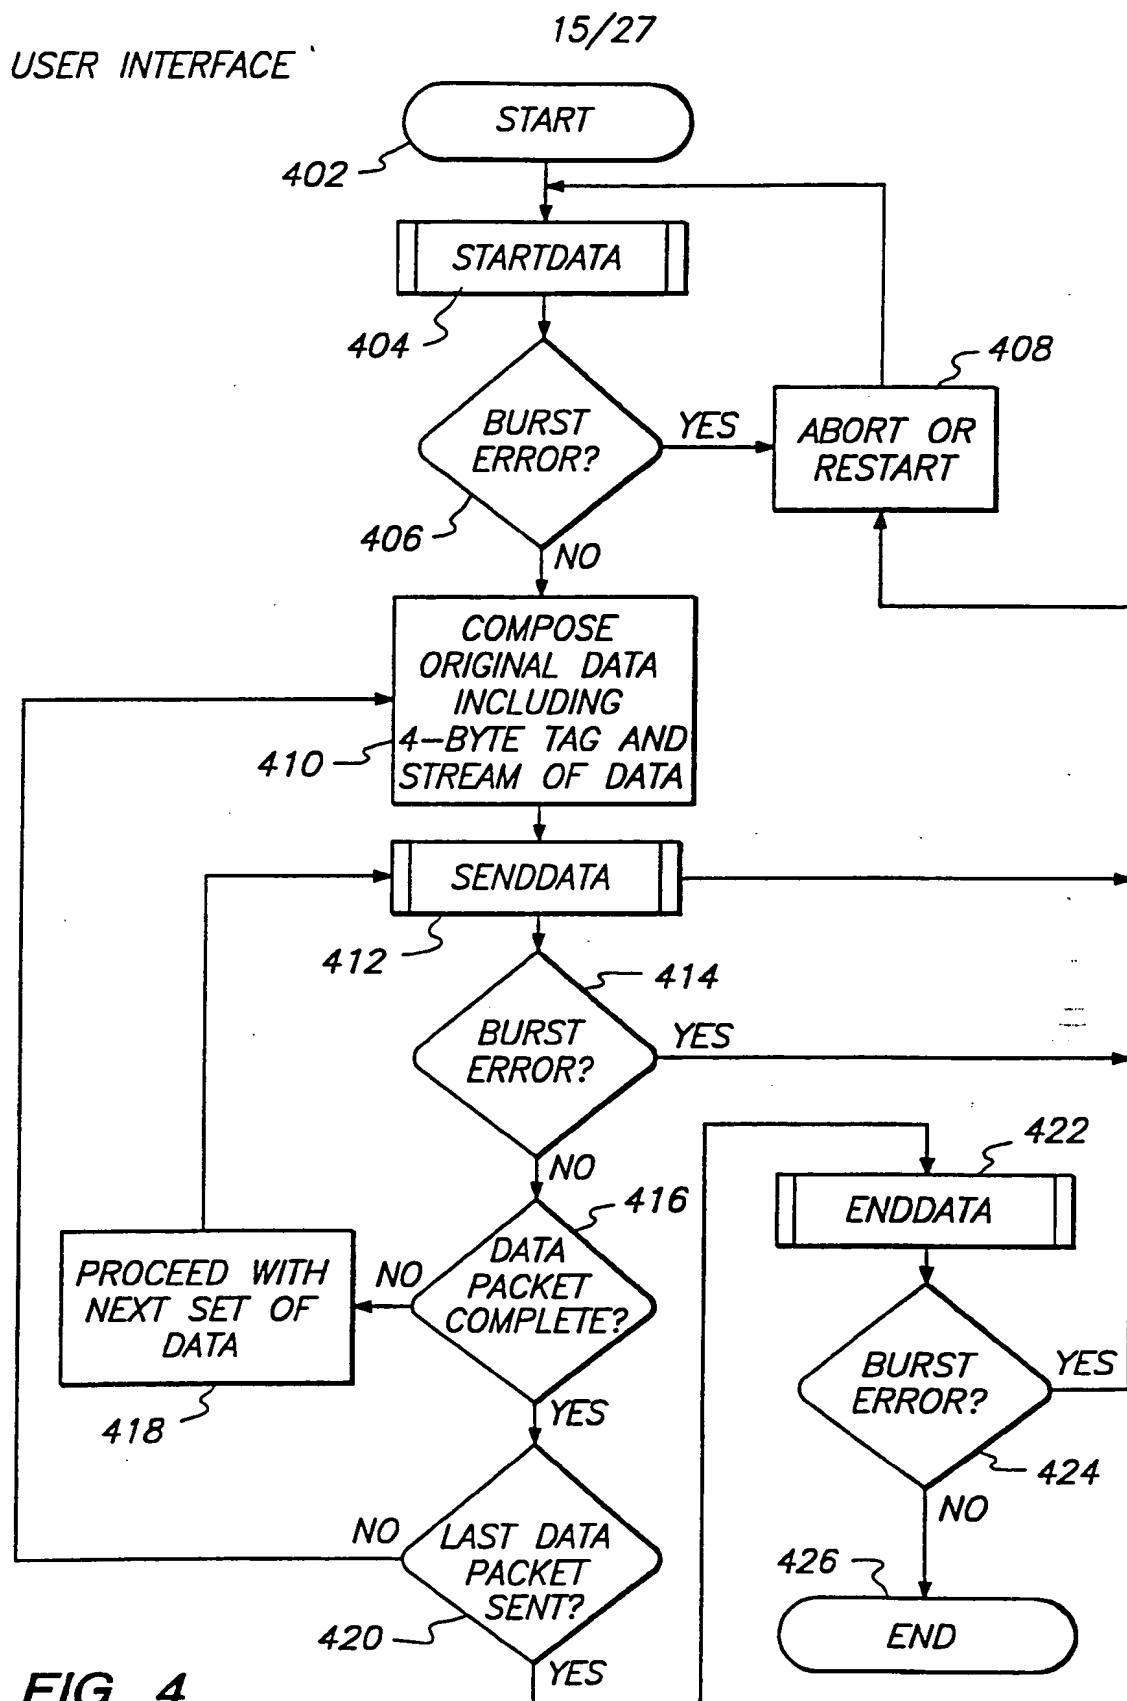 15/27
USER INTERFACE
START
402
STARTDATA
404
408
BURST
ERROR?
YES
ABORT OR
RESTART
406
NO
COMPOSE
ORIGINAL DATA
INCLUDING
4-BYTE TAG AND
STREAM OF DATA
410
SENDDATA
412
414
BURST
ERROR?
YES
NO
416
422
ENDDATA
DATA
PACKET
COMPLETE?
NO
PROCEED WITH
NEXT SET OF
DATA
418
YES
BURST
ERROR?
YES
424
NO
LAST DATA
PACKET
SENT?
NO
420
YES
426
END
FIG. 4